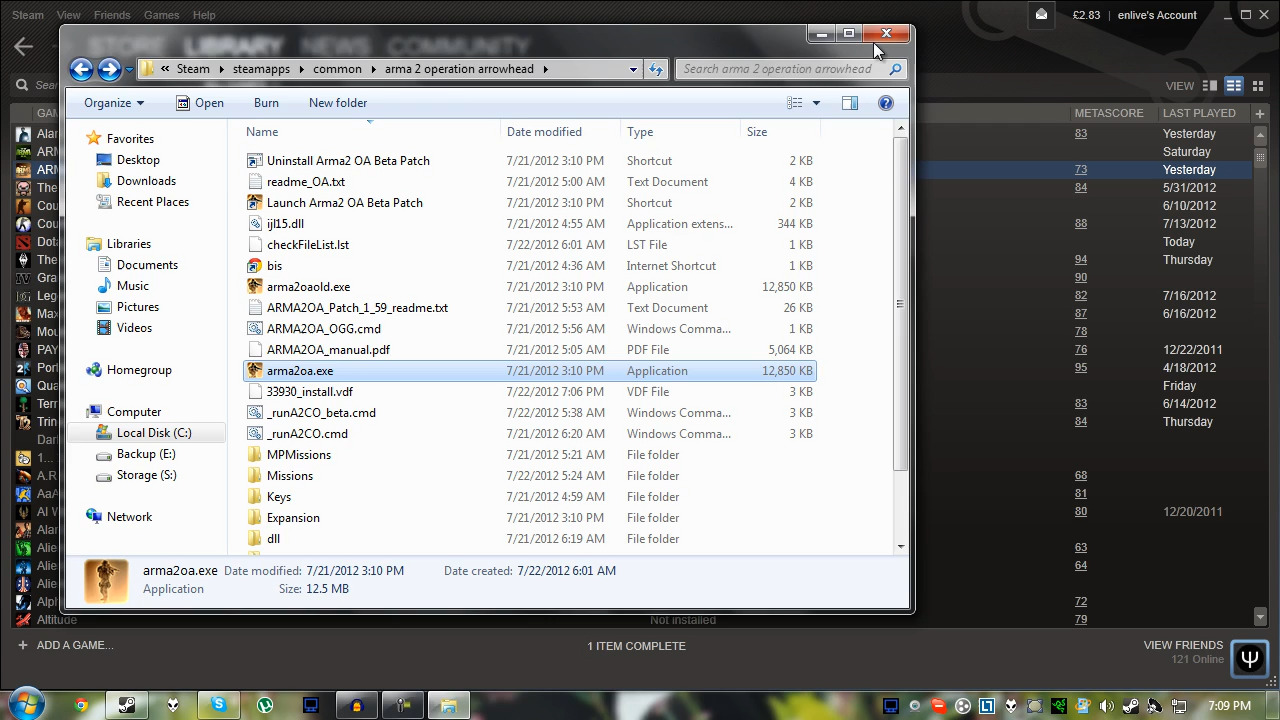 Steam View Friends Games Help
£2.83 enlive's Account
LIBRARY NEWS COMMUNITY
« Steam steamapps common arma 2 operation arrowhead
Search arma 2 operation arrowhead
Organize Open Burn New folder
VIEW
Name Date modified Type Size
METASCORE LAST PLAYED
Favorites
Desktop
Downloads
Recent Places
Libraries
Documents
Music
Pictures
Videos
Homegroup
Computer
Local Disk (C:)
Backup (E:)
Storage (S:)
Network
Uninstall Arma2 OA Beta Patch 7/21/2012 3:10 PM Shortcut 2 KB
readme_OA.txt 7/21/2012 5:00 AM Text Document 4 KB
Launch Arma2 OA Beta Patch 7/21/2012 3:10 PM Shortcut 2 KB
ijl15.dll 7/21/2012 4:55 AM Application extens... 344 KB
checkFileList.lst 7/22/2012 6:01 AM LST File 1 KB
bis 7/21/2012 4:36 AM Internet Shortcut 1 KB
arma2oaold.exe 7/21/2012 3:10 PM Application 12,850 KB
ARMA2OA_Patch_1_59_readme.txt 7/21/2012 5:53 AM Text Document 26 KB
ARMA2OA_OGG.cmd 7/21/2012 5:56 AM Windows Comma... 1 KB
ARMA2OA_manual.pdf 7/21/2012 5:05 AM PDF File 5,064 KB
arma2oa.exe 7/21/2012 3:10 PM Application 12,850 KB
33930_install.vdf 7/22/2012 7:06 PM VDF File 3 KB
_runA2CO_beta.cmd 7/22/2012 5:38 AM Windows Comma... 3 KB
_runA2CO.cmd 7/21/2012 6:20 AM Windows Comma... 3 KB
MPMissions 7/21/2012 5:21 AM File folder
Missions 7/22/2012 5:24 AM File folder
Keys 7/21/2012 4:59 AM File folder
Expansion 7/21/2012 3:10 PM File folder
dll 7/21/2012 6:19 AM File folder
arma2oa.exe Date modified: 7/21/2012 3:10 PM Date created: 7/22/2012 6:01 AM
Application Size: 12.5 MB
83 Yesterday
Saturday
73 Yesterday
84 5/31/2012
6/10/2012
88 7/13/2012
Today
94 Thursday
90
82 7/16/2012
87 6/16/2012
78
76 12/22/2011
95 4/18/2012
Friday
83 6/14/2012
84 Thursday
68
81
80 12/20/2011
63
64
72
Altitude Not installed 79
+ ADD A GAME... 1 ITEM COMPLETE VIEW FRIENDS
121 Online
7:09 PM